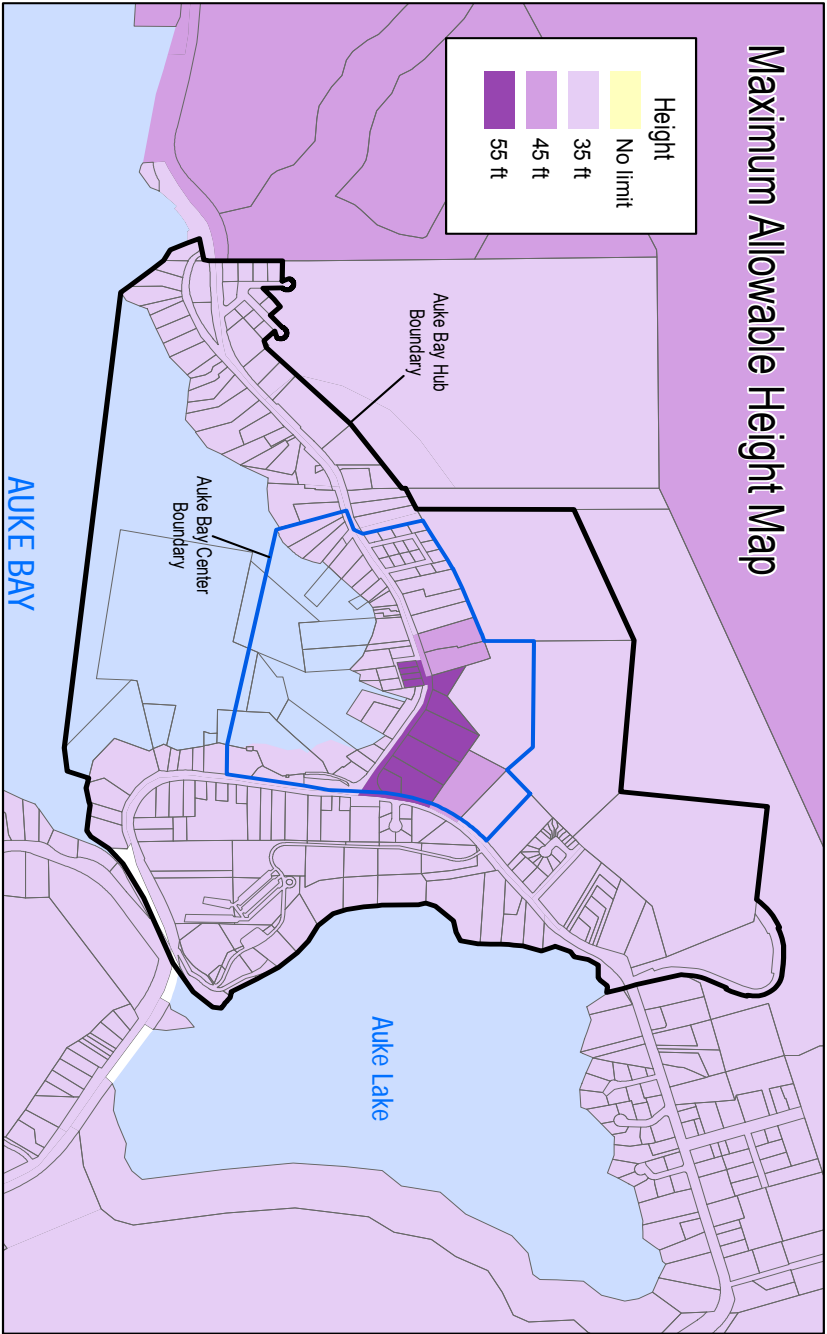 Maximum Allowable Height Map
Height
No limit
35 ft
45 ft
55 ft
Auke Bay Hub
Boundary
Auke Bay Center
Boundary
AUKE BAY
Auke Lake